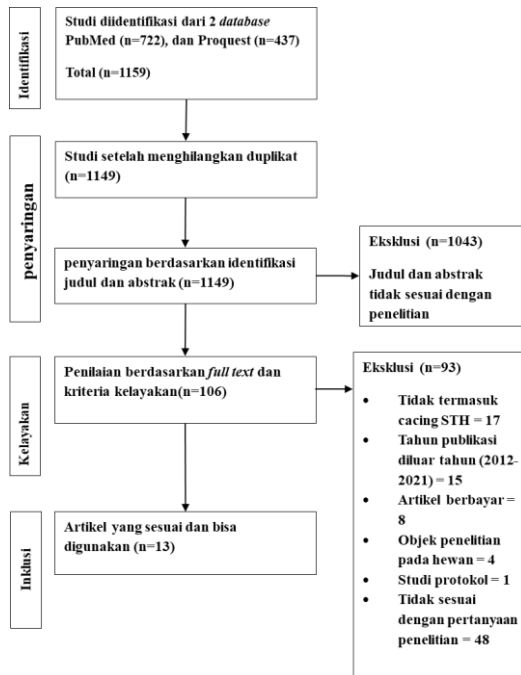 Identifikasi
Studi diidentifikasi dari 2 database
PubMed (n=722), dan Proquest (n=437)
Total (n=1159)
penyaringan
Studi setelah menghilangkan duplikat
(n=1149)
penyaringan berdasarkan identifikasi
judul dan abstrak (n=1149)
Eksklusi (n=1043)
Judul dan abstrak
tidak sesuai dengan
penelitian
Kelayakan
Penilaian berdasarkan full text dan
kriteria kelayakan(n=106)
Eksklusi (n=93)
• Tidak termasuk
cacing STH = 17
• Tahun publikasi
diluar tahun (2012-
2021) = 15
• Artikel berbayar =
8
• Objek penelitian
pada hewan = 4
• Studi protokol = 1
• Tidak sesuai
dengan pertanyaan
penelitian = 48
Inklusi
Artikel yang sesuai dan bisa
digunakan (n=13)